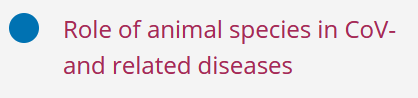 Role of animal species in CoV-
and related diseases